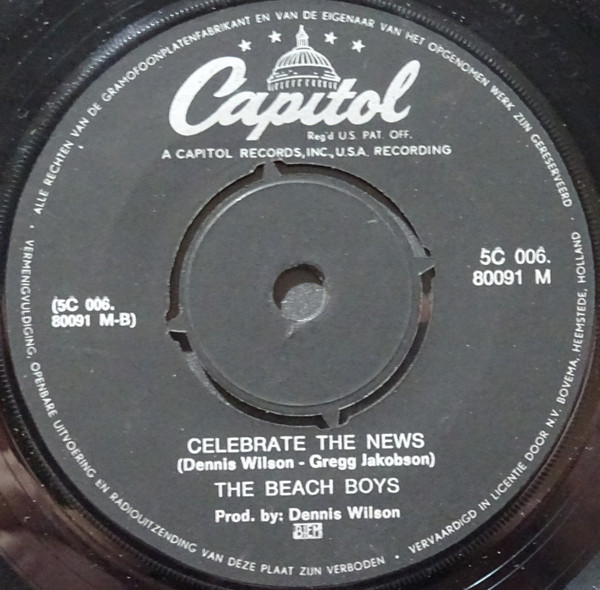 ALLE RECHTEN VAN DE GRAMOFOONPLATENFABRIKANT EN VAN DE EIGENAAR VAN HET OPGENOMEN WERK ZIJN GERESERVEERD
Capitol
Reg'd U.S. PAT. OFF.
A CAPITOL RECORDS, INC., U.S.A. RECORDING
5C 006.
80091 M
(5C 006.
80091 M-B)
CELEBRATE THE NEWS
(Dennis Wilson - Gregg Jakobson)
THE BEACH BOYS
Prod. by: Dennis Wilson
BIEM
VERMENIGVULDIGING, OPENBARE UITVOERING EN RADIOUITZENDING VAN DEZE PLAAT ZIJN VERBODEN • VERVAARDIGD IN LICENTIE DOOR N.V. BOVEMA, HEEMSTEDE, HOLLAND